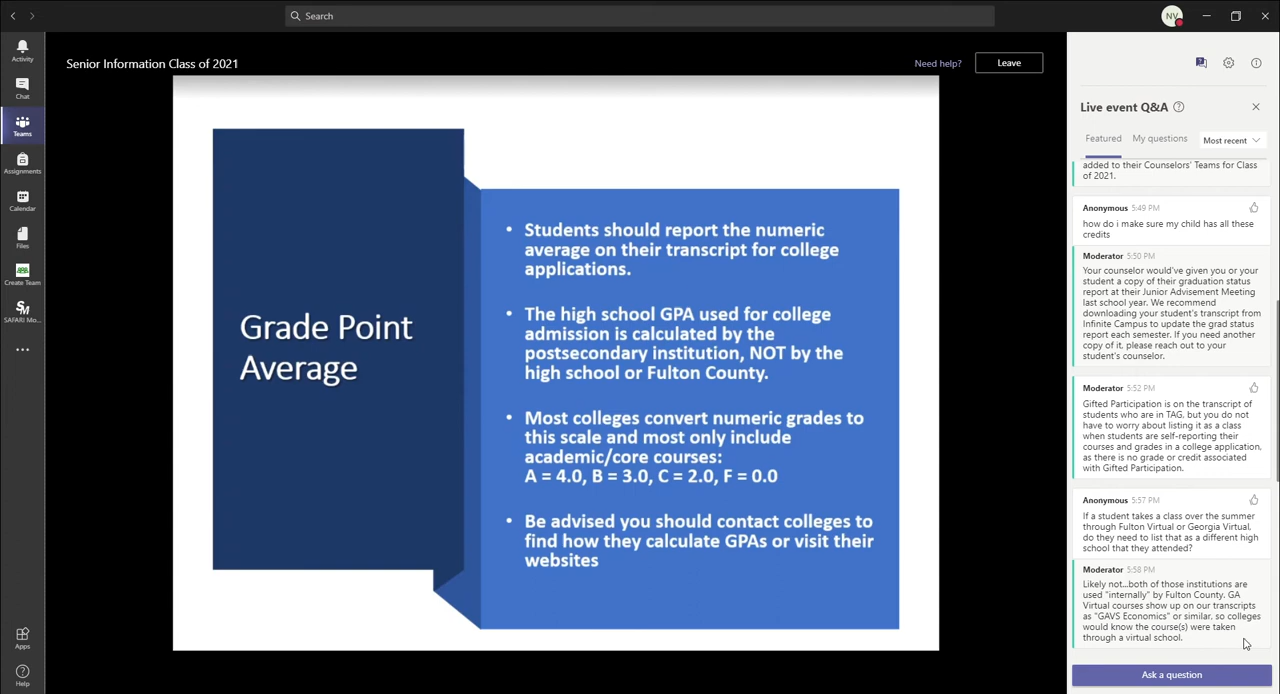 Search
NV
Activity
Chat
Teams
Assignments
Calendar
Files
Create Team
SAFARI Mo...
Apps
Help
Senior Information Class of 2021
Need help?
Leave
Grade Point
Average
• Students should report the numeric
average on their transcript for college
applications.
• The high school GPA used for college
admission is calculated by the
postsecondary institution, NOT by the
high school or Fulton County.
• Most colleges convert numeric grades to
this scale and most only include
academic/core courses:
A = 4.0, B = 3.0, C = 2.0, F = 0.0
• Be advised you should contact colleges to
find how they calculate GPAs or visit their
websites
Live event Q&A
Featured My questions Most recent
added to their Counselors' Teams for Class
of 2021.
Anonymous 5:49 PM
how do i make sure my child has all these
credits
Moderator 5:50 PM
Your counselor would've given you or your
student a copy of their graduation status
report at their Junior Advisement Meeting
last school year. We recommend
downloading your student's transcript from
Infinite Campus to update the grad status
report each semester. If you need another
copy of it, please reach out to your
student's counselor.
Moderator 5:52 PM
Gifted Participation is on the transcript of
students who are in TAG, but you do not
have to worry about listing it as a class
when students are self-reporting their
courses and grades in a college application,
as there is no grade or credit associated
with Gifted Participation.
Anonymous 5:57 PM
If a student takes a class over the summer
through Fulton Virtual or Georgia Virtual,
do they need to list that as a different high
school that they attended?
Moderator 5:58 PM
Likely not...both of those institutions are
used "internally" by Fulton County. GA
Virtual courses show up on our transcripts
as "GAVS Economics" or similar, so colleges
would know the course(s) were taken
through a virtual school.
Ask a question